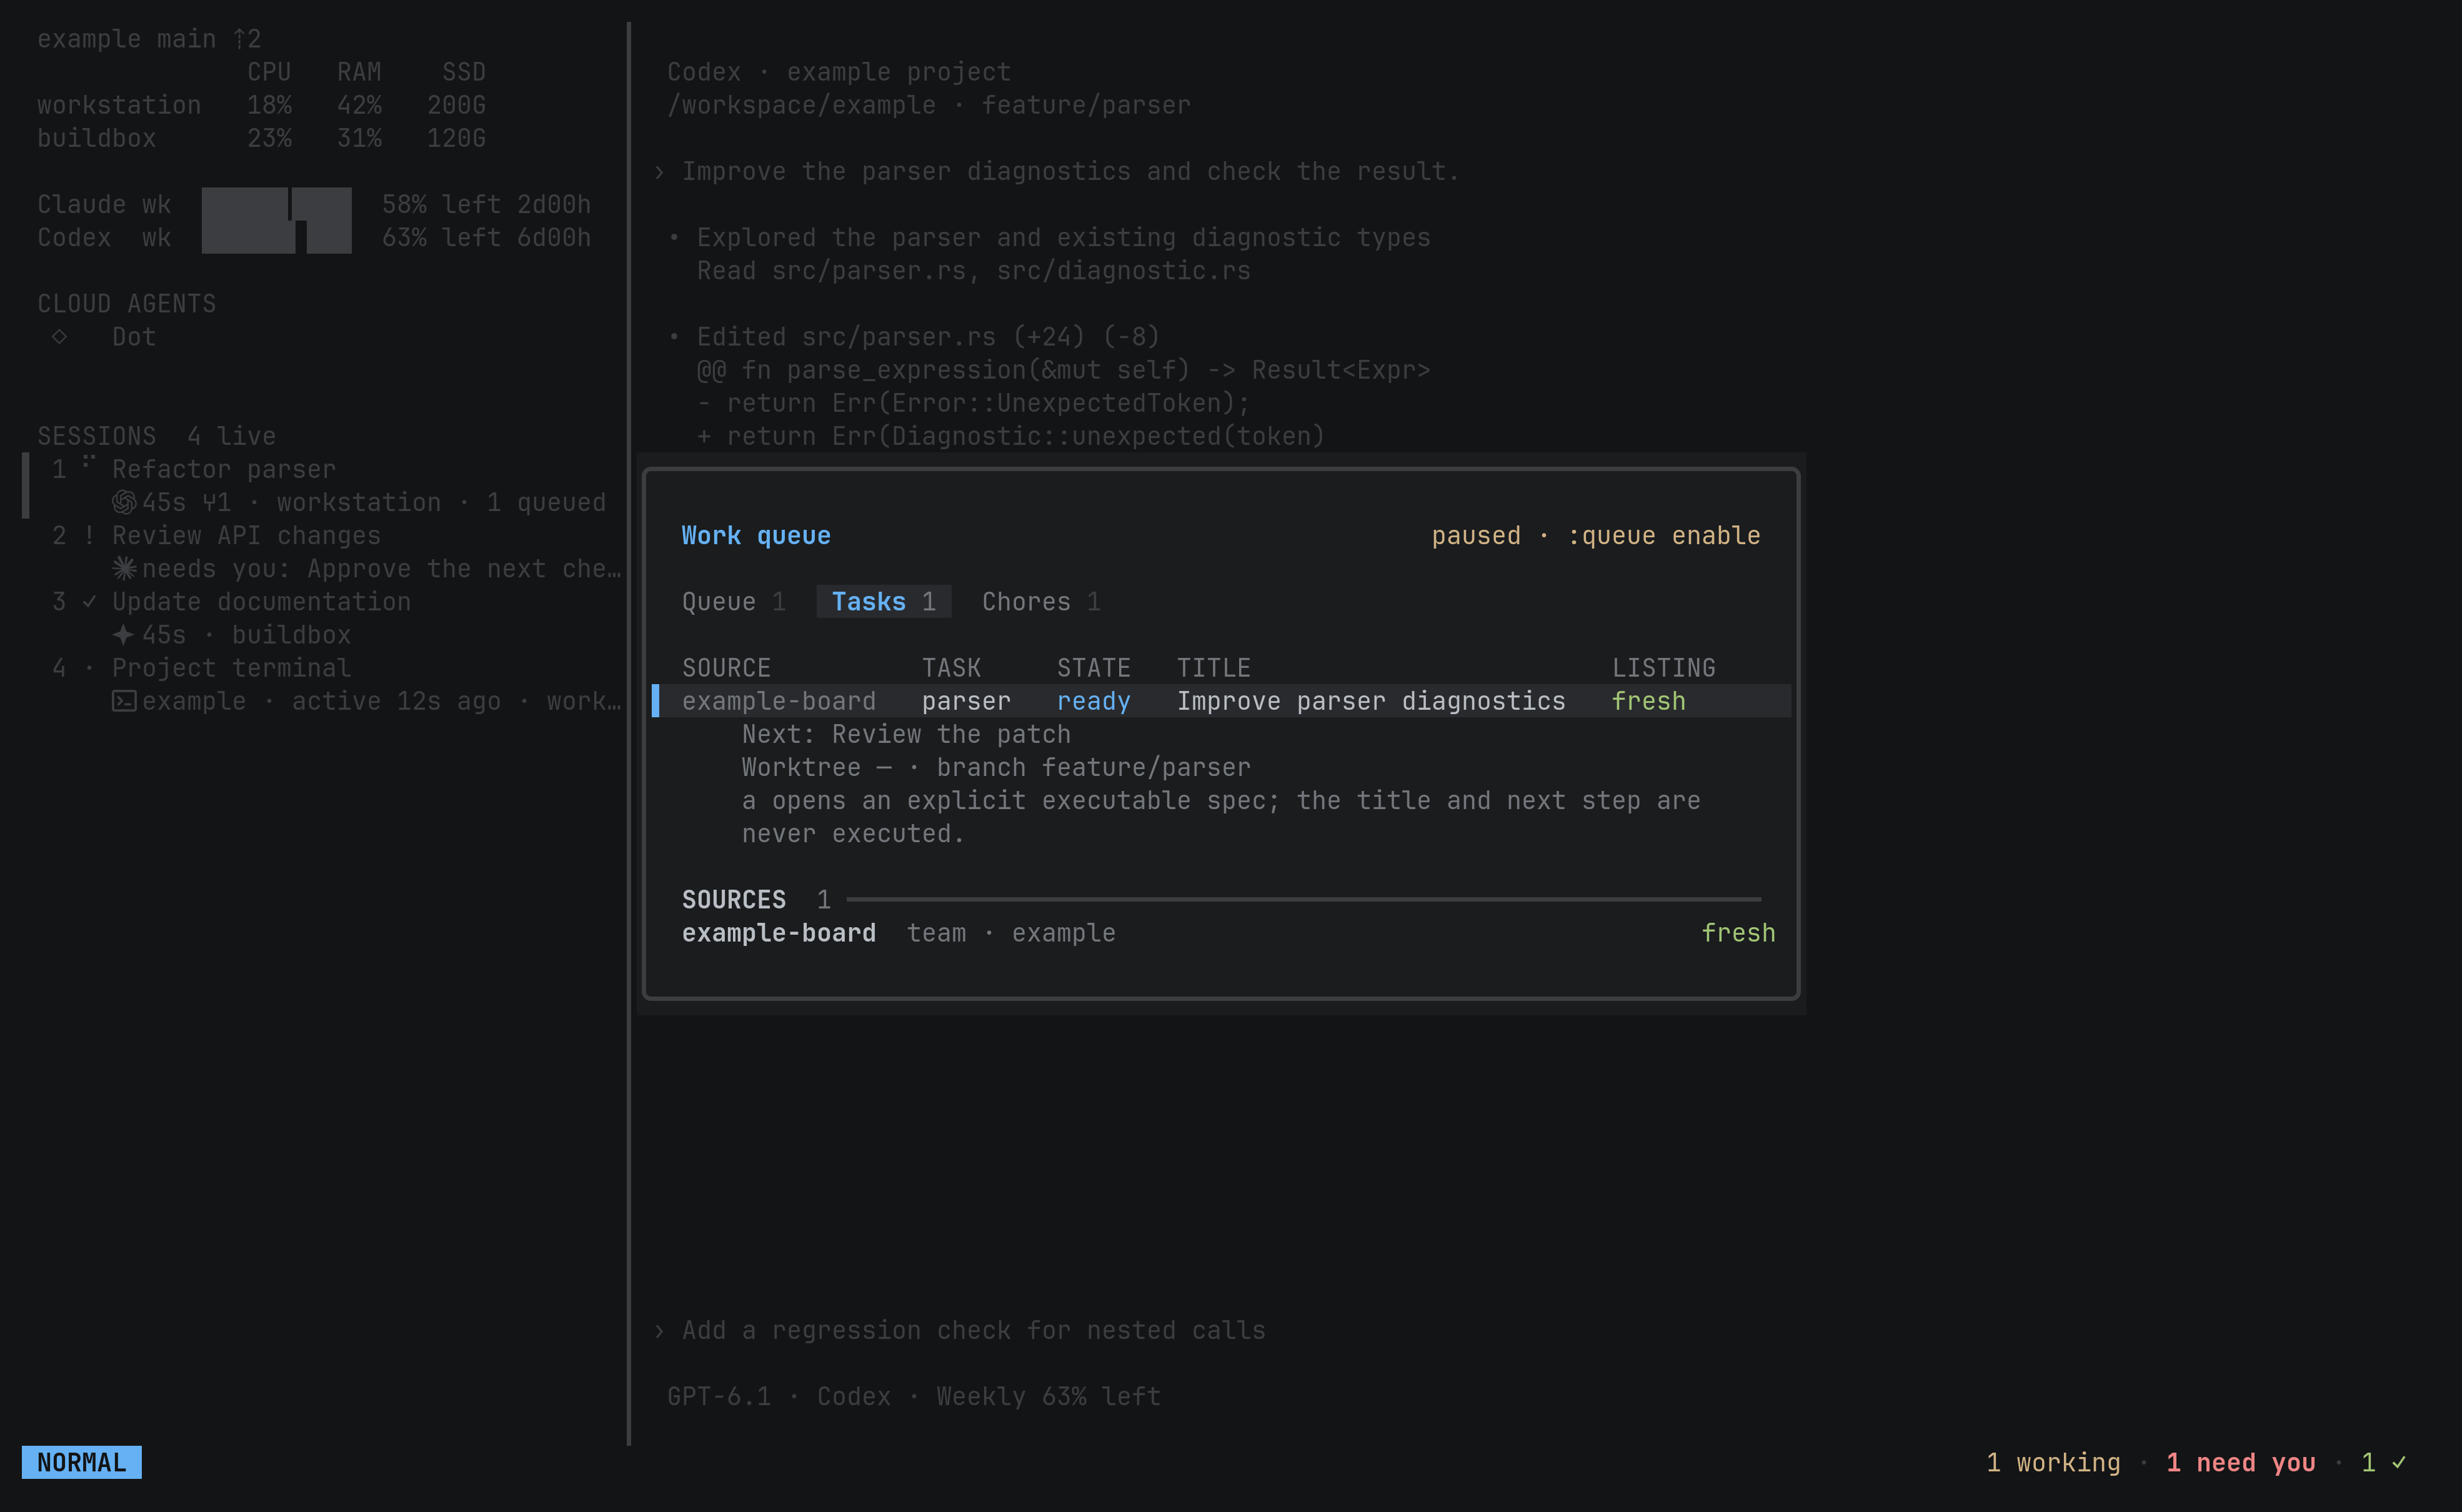 example main ⇡2
CPU RAM SSD
workstation 18% 42% 200G
buildbox 23% 31% 120G
Claude wk 58% left 2d00h
Codex wk 63% left 6d00h
CLOUD AGENTS
◇ Dot
SESSIONS 4 live
1 Refactor parser
45s ⑂1 · workstation · 1 queued
2 ! Review API changes
needs you: Approve the next che…
3 ✓ Update documentation
45s · buildbox
4 · Project terminal
example · active 12s ago · work…
Codex · example project
/workspace/example · feature/parser
› Improve the parser diagnostics and check the result.
• Explored the parser and existing diagnostic types
Read src/parser.rs, src/diagnostic.rs
• Edited src/parser.rs (+24) (-8)
@@ fn parse_expression(&mut self) -> Result<Expr>
- return Err(Error::UnexpectedToken);
+ return Err(Diagnostic::unexpected(token)
Work queue paused · :queue enable
Queue 1 Tasks 1 Chores 1
SOURCE TASK STATE TITLE LISTING
example-board parser ready Improve parser diagnostics fresh
Next: Review the patch
Worktree — · branch feature/parser
a opens an explicit executable spec; the title and next step are
never executed.
SOURCES 1
example-board team · example fresh
› Add a regression check for nested calls
GPT-6.1 · Codex · Weekly 63% left
NORMAL 1 working · 1 need you · 1 ✓